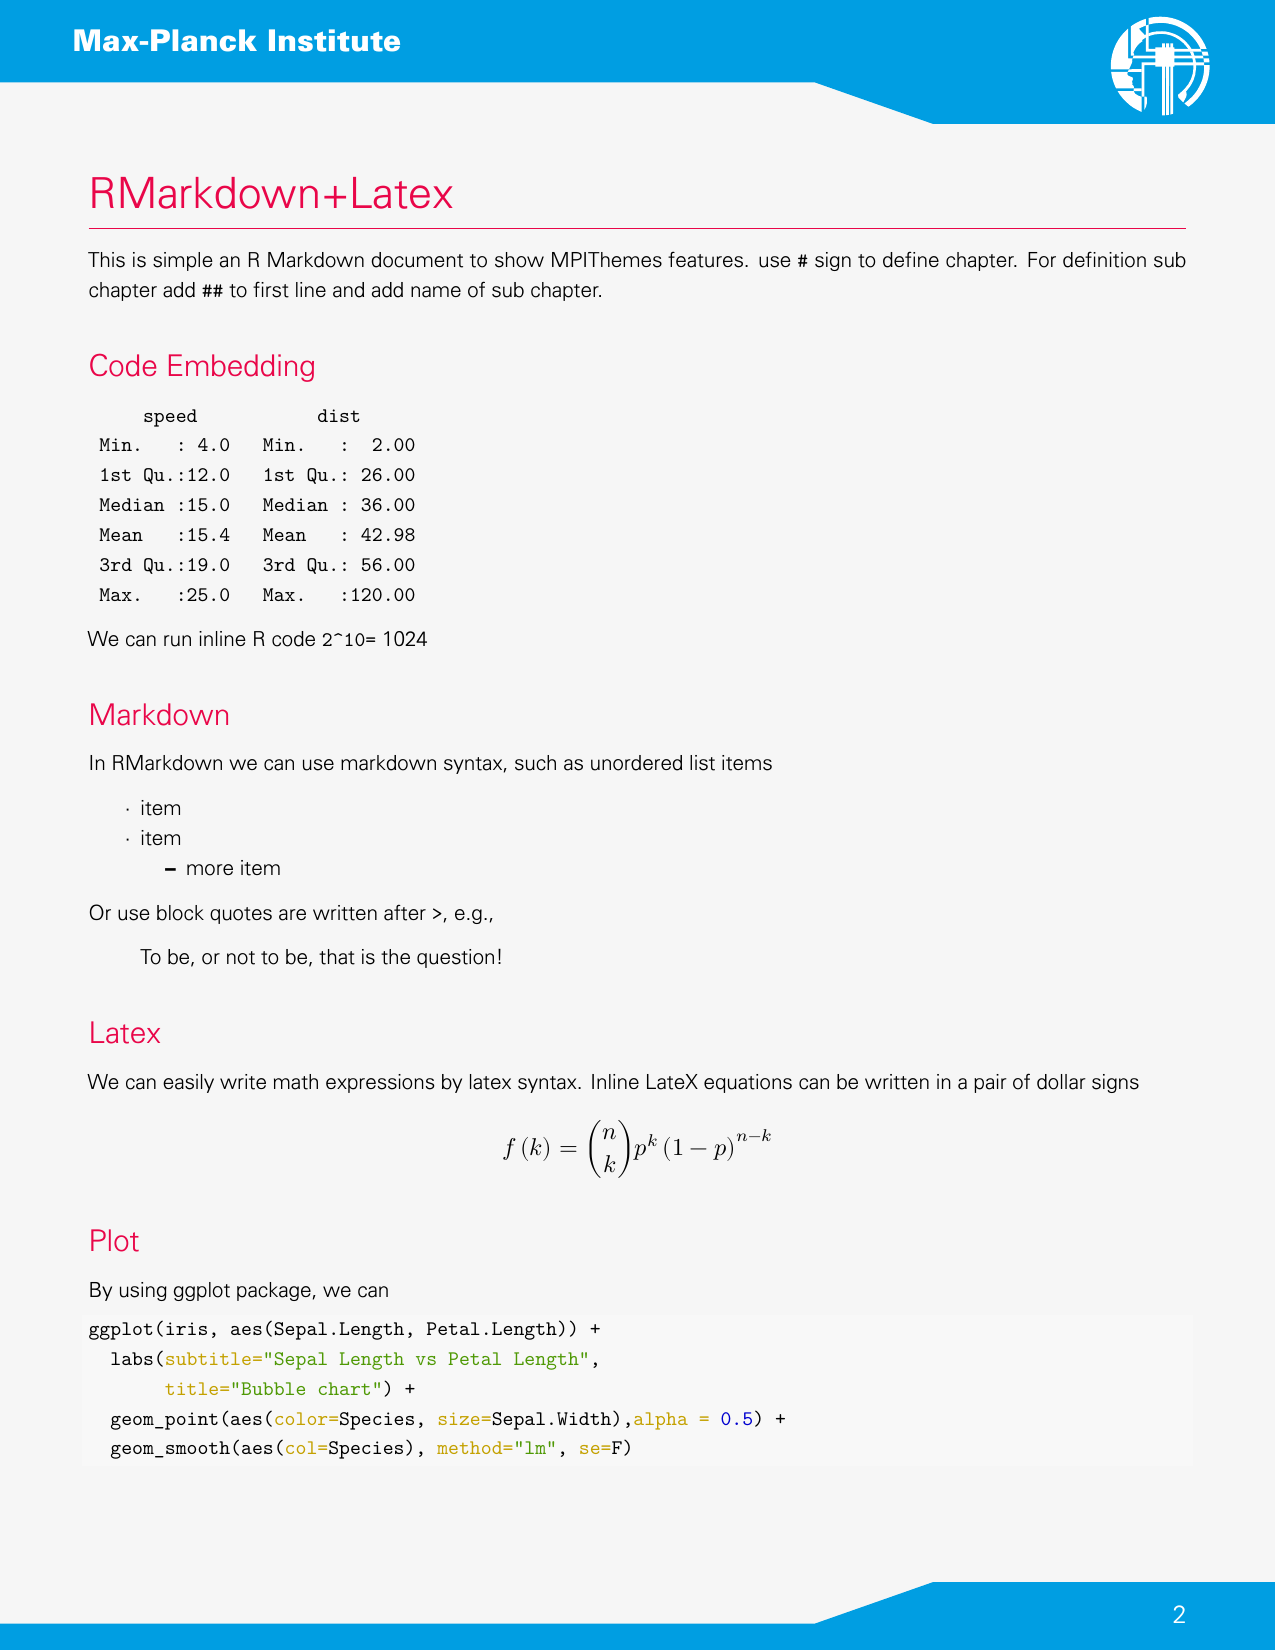 Max-Planck Institute
RMarkdown+Latex
This is simple an R Markdown document to show MPIThemes features. use # sign to define chapter. For definition sub
chapter add ## to first line and add name of sub chapter.
Code Embedding
     speed           dist
 Min.   : 4.0   Min.   :  2.00
 1st Qu.:12.0   1st Qu.: 26.00
 Median :15.0   Median : 36.00
 Mean   :15.4   Mean   : 42.98
 3rd Qu.:19.0   3rd Qu.: 56.00
 Max.   :25.0   Max.   :120.00
We can run inline R code 2^10= 1024
Markdown
In RMarkdown we can use markdown syntax, such as unordered list items
· item
· item
– more item
Or use block quotes are written after >, e.g.,
To be, or not to be, that is the question!
Latex
We can easily write math expressions by latex syntax. Inline LateX equations can be written in a pair of dollar signs
$f(k) = \binom{n}{k} p^k (1-p)^{n-k}$
Plot
By using ggplot package, we can
ggplot(iris, aes(Sepal.Length, Petal.Length)) +
  labs(subtitle="Sepal Length vs Petal Length",
       title="Bubble chart") +
  geom_point(aes(color=Species, size=Sepal.Width),alpha = 0.5) +
  geom_smooth(aes(col=Species), method="lm", se=F)
2